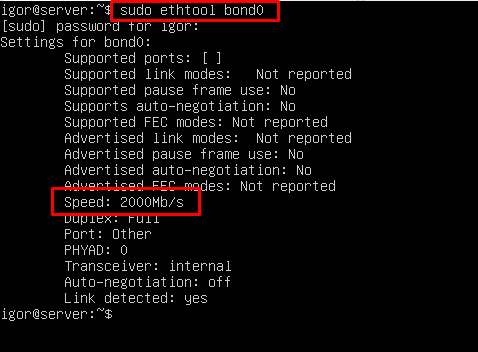 igor@server:~$ sudo ethtool bond0
[sudo] password for igor:
Settings for bond0:
Supported ports: [ ]
Supported link modes:   Not reported
Supported pause frame use: No
Supports auto-negotiation: No
Supported FEC modes: Not reported
Advertised link modes:  Not reported
Advertised pause frame use: No
Advertised auto-negotiation: No
Advertised FEC modes: Not reported
Speed: 2000Mb/s
Duplex: Full
Port: Other
PHYAD: 0
Transceiver: internal
Auto-negotiation: off
Link detected: yes
igor@server:~$